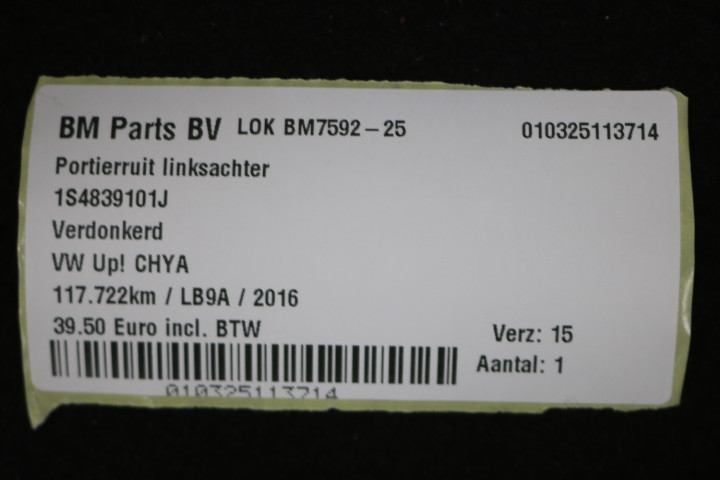 BM Parts BV LOK BM7592-25 010325113714
Portierruit linksachter
1S4839101J
Verdonkerd
VW Up! CHYA
117.722km / LB9A / 2016
39.50 Euro incl. BTW Verz: 15
Aantal: 1
010325113714